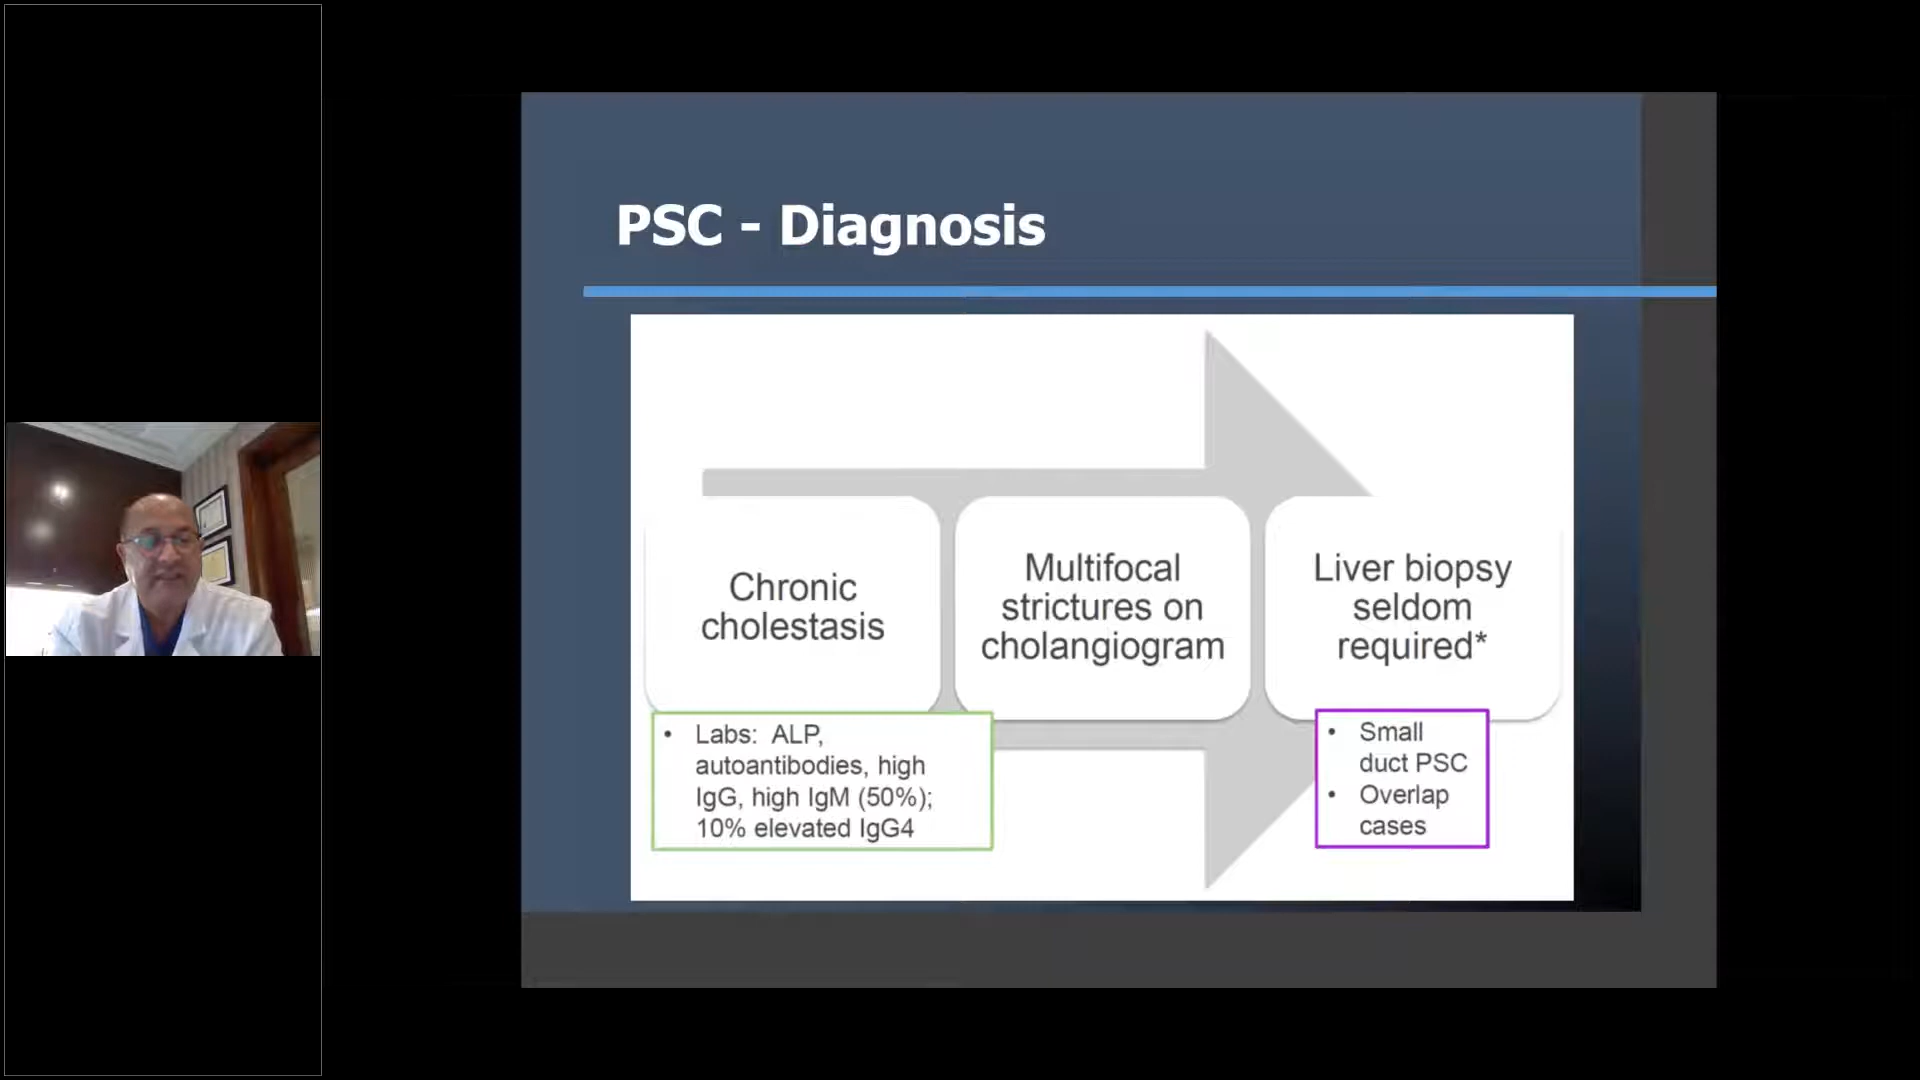 PSC - Diagnosis
Chronic
cholestasis
Multifocal
strictures on
cholangiogram
Liver biopsy
seldom
required*
• Labs: ALP,
autoantibodies, high
IgG, high IgM (50%);
10% elevated IgG4
• Small
duct PSC
• Overlap
cases